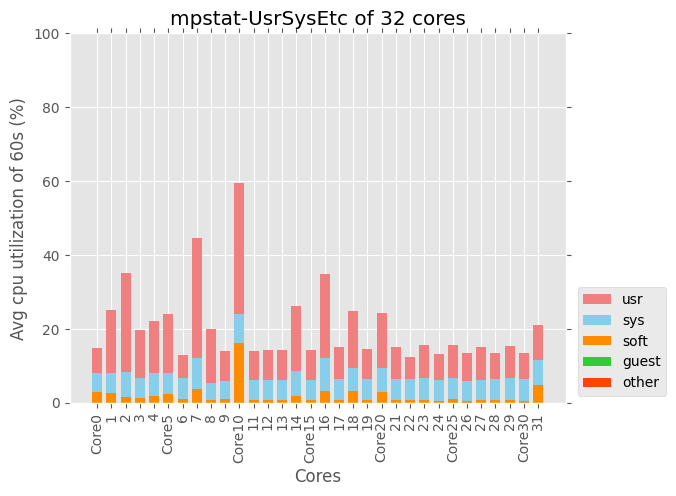 mpstat-UsrSysEtc of 32 cores
100
80
60
40
20
0
Avg cpu utilization of 60s (%)
Core0 1 2 3 4 Core5 6 7 8 9 Core10 11 12 13 14 Core15 16 17 18 19 Core20 21 22 23 24 Core25 26 27 28 29 Core30 31
Cores
usr
sys
soft
guest
other